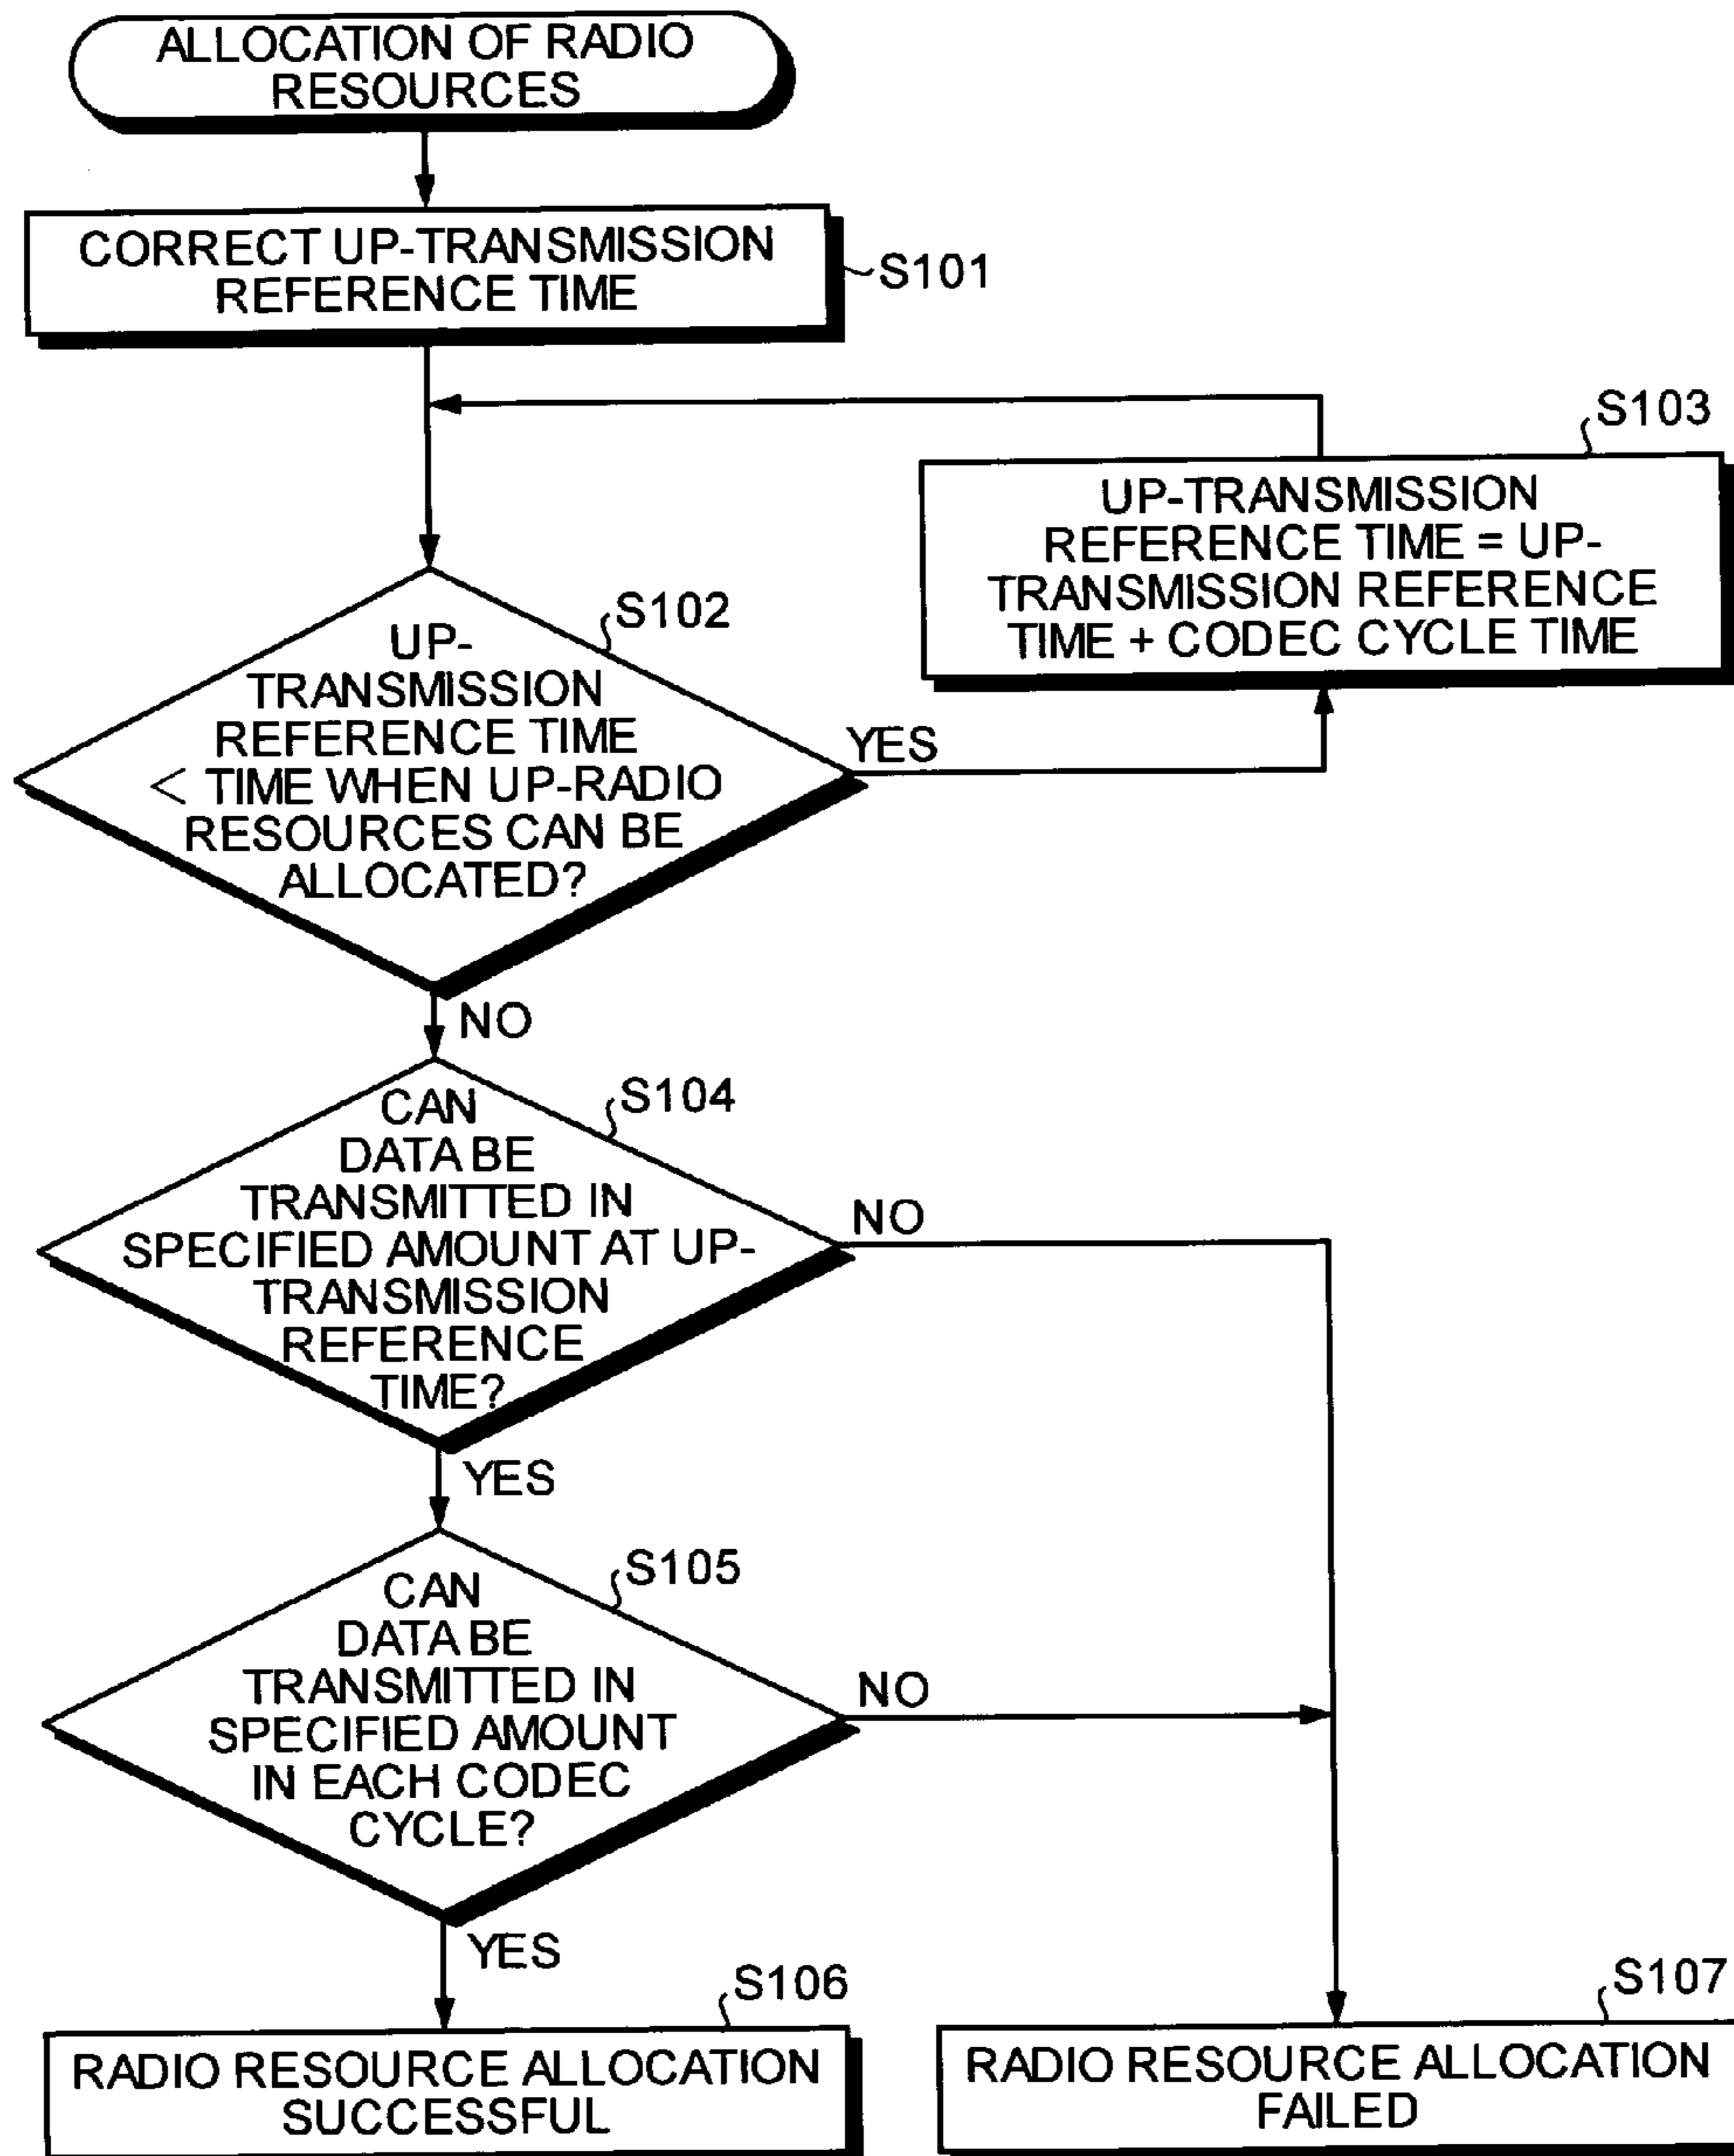 ALLOCATION OF RADIO
RESOURCES
CORRECT UP-TRANSMISSION
REFERENCE TIME
S101
S103
UP-TRANSMISSION
REFERENCE TIME = UP-
TRANSMISSION REFERENCE
TIME + CODEC CYCLE TIME
S102
UP-
TRANSMISSION
REFERENCE TIME
< TIME WHEN UP-RADIO
RESOURCES CAN BE
ALLOCATED?
YES
NO
S104
CAN
DATA BE
TRANSMITTED IN
SPECIFIED AMOUNT AT UP-
TRANSMISSION
REFERENCE
TIME?
NO
YES
S105
CAN
DATA BE
TRANSMITTED IN
SPECIFIED AMOUNT
IN EACH CODEC
CYCLE?
NO
YES
S106
RADIO RESOURCE ALLOCATION
SUCCESSFUL
S107
RADIO RESOURCE ALLOCATION
FAILED